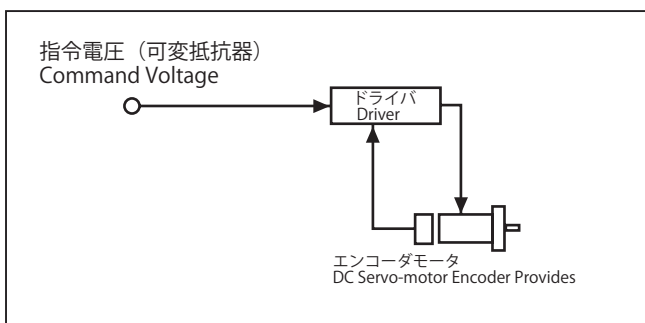 指令電圧（可変抵抗器）
Command Voltage
ドライバ
Driver
エンコーダモータ
DC Servo-motor Encoder Provides